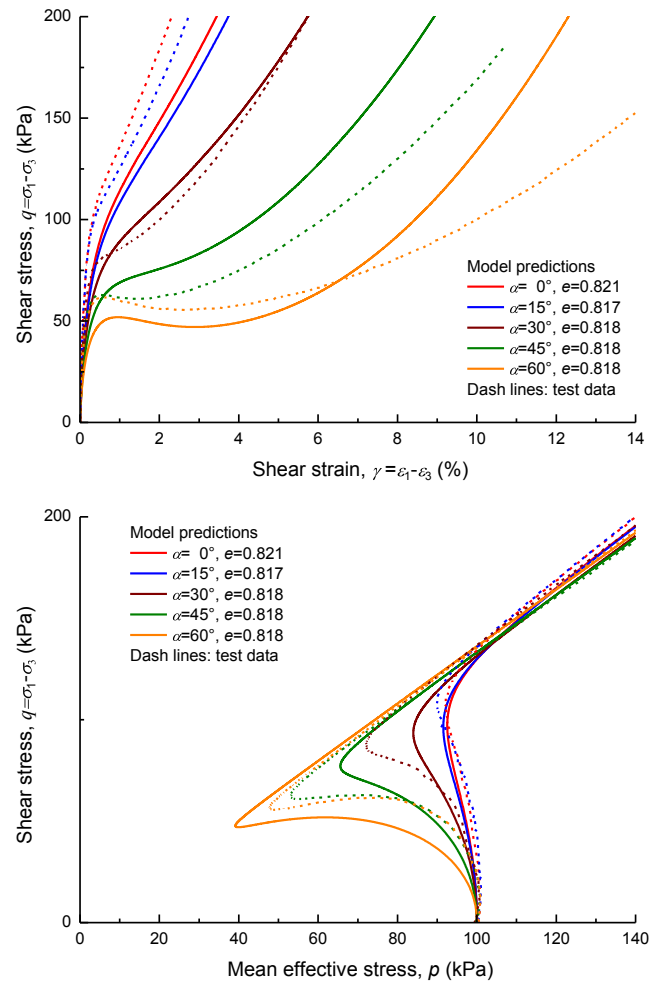 200
150
100
50
0
Shear stress, q=σ1-σ3 (kPa)
Model predictions
α=  0°, e=0.821
α=15°, e=0.817
α=30°, e=0.818
α=45°, e=0.818
α=60°, e=0.818
Dash lines: test data
0 2 4 6 8 10 12 14
Shear strain, γ=ε1-ε3 (%)
200
0
Shear stress, q=σ1-σ3 (kPa)
Model predictions
α=  0°, e=0.821
α=15°, e=0.817
α=30°, e=0.818
α=45°, e=0.818
α=60°, e=0.818
Dash lines: test data
0 20 40 60 80 100 120 140
Mean effective stress, p (kPa)